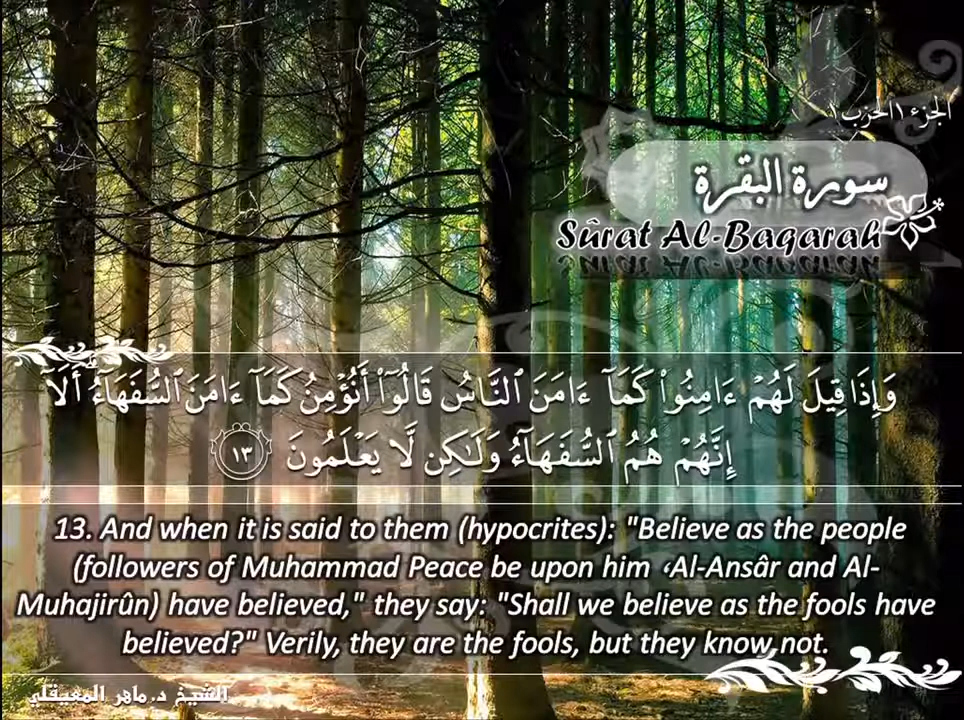 الجزء ١ الحزب ١
سورة البقرة
Sûrat Al-Baqarah
وَإِذَا قِيلَ لَهُمْ ءَامِنُوا۟ كَمَآ ءَامَنَ ٱلنَّاسُ قَالُوٓا۟ أَنُؤْمِنُ كَمَآ ءَامَنَ ٱلسُّفَهَآءُ ۗ أَلَآ
إِنَّهُمْ هُمُ ٱلسُّفَهَآءُ وَلَـٰكِن لَّا يَعْلَمُونَ ١٣
13. And when it is said to them (hypocrites): "Believe as the people
(followers of Muhammad Peace be upon him ‹Al-Ansâr and Al-
Muhajirûn) have believed," they say: "Shall we believe as the fools have
believed?" Verily, they are the fools, but they know not.
الشيخ د. ماهر المعيقلي